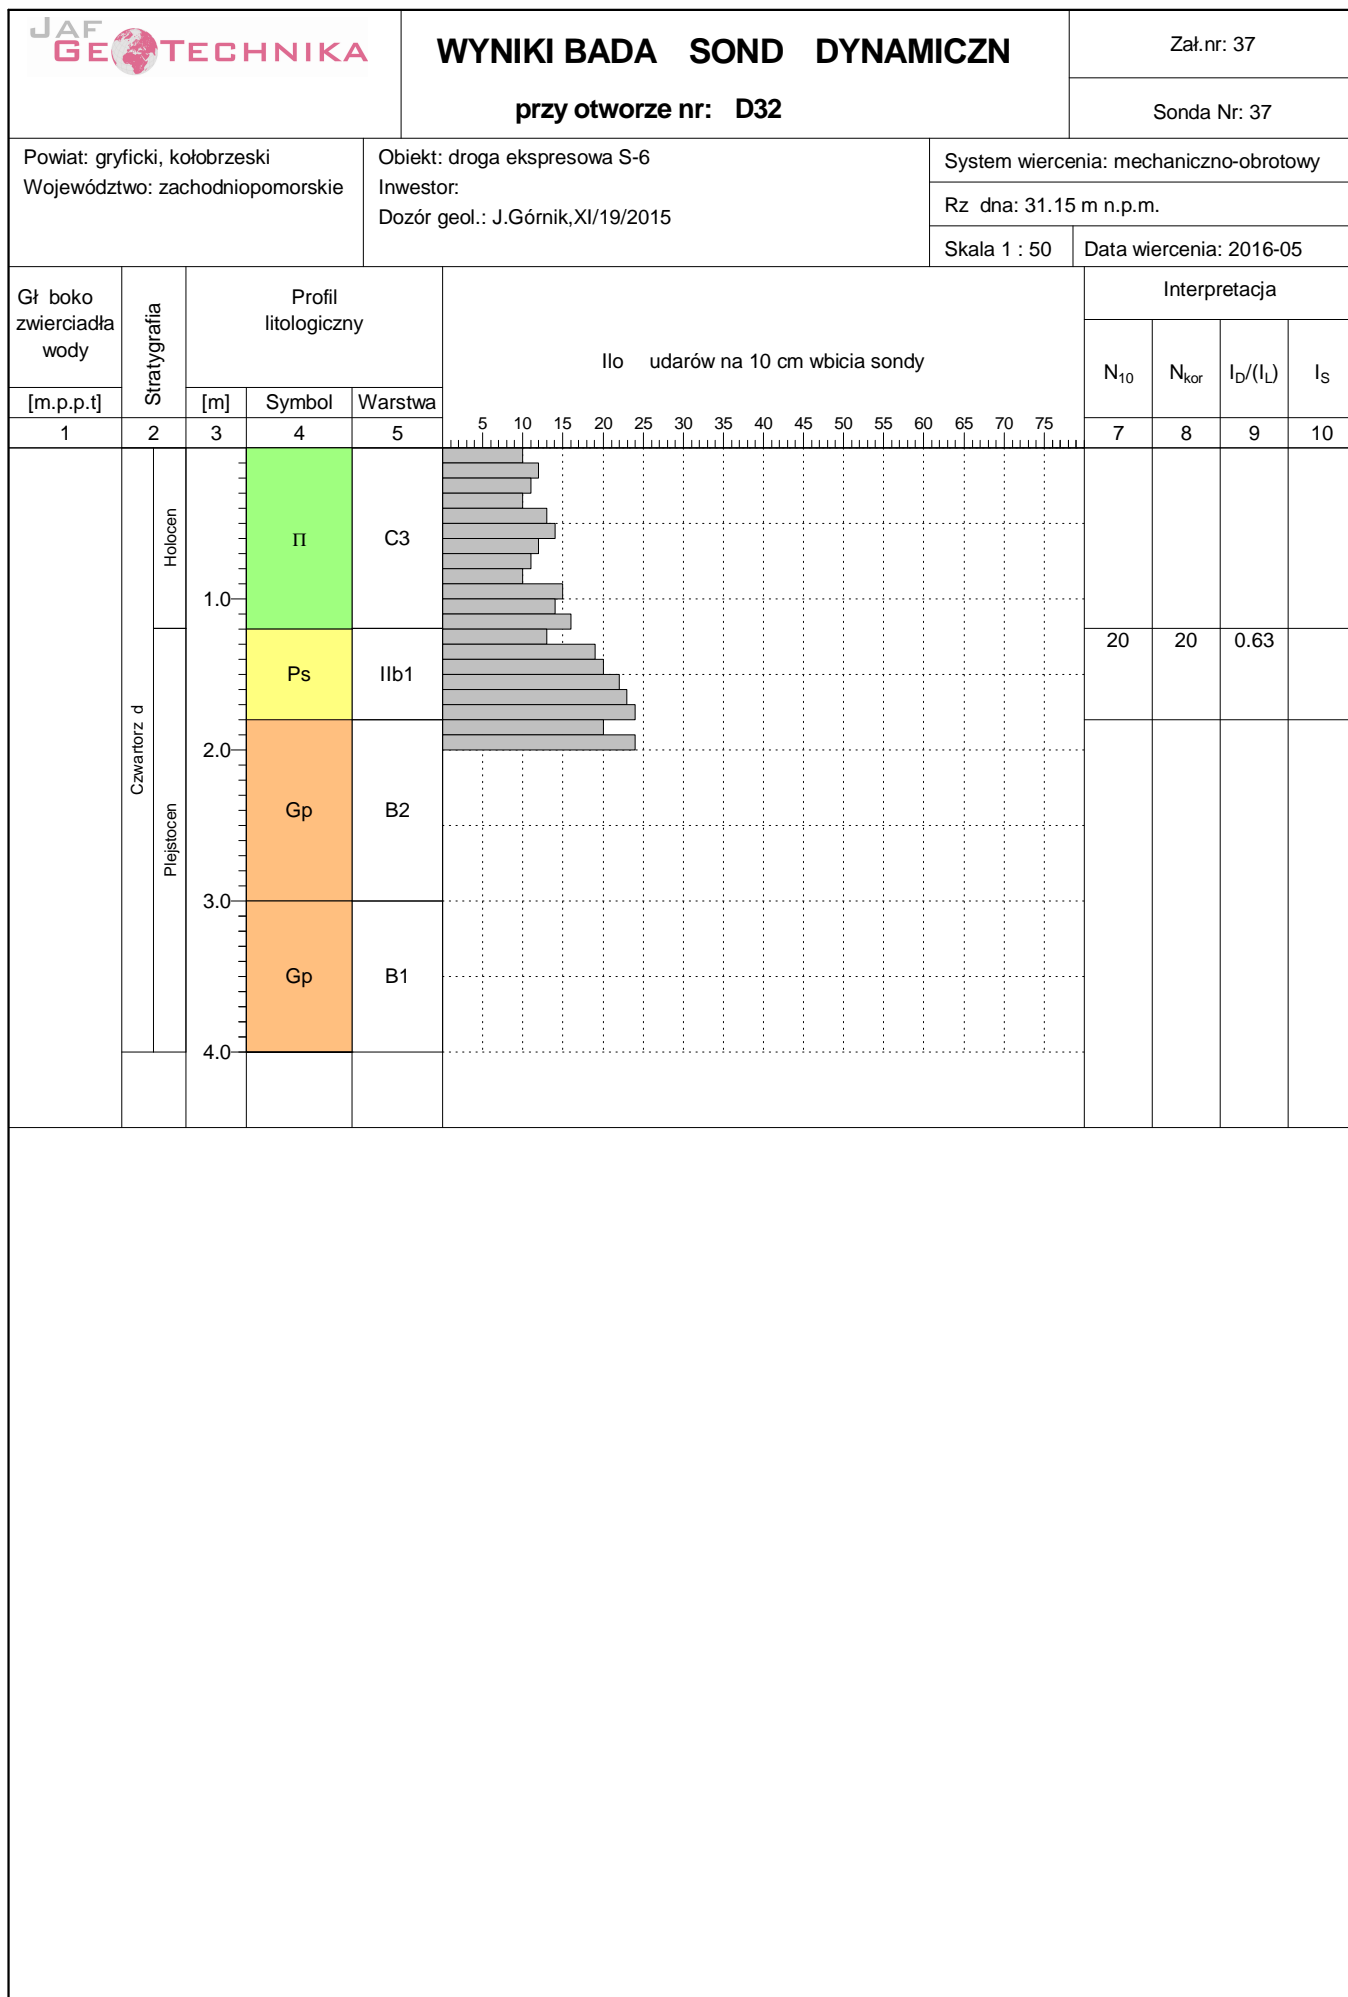 JAF
GEOTECHNIKA
WYNIKI BADA SOND DYNAMICZN
przy otworze nr: D32
Zał.nr: 37
Sonda Nr: 37
Powiat: gryficki, kołobrzeski
Województwo: zachodniopomorskie
Obiekt: droga ekspresowa S-6
Inwestor:
Dozór geol.: J.Górnik,XI/19/2015
System wiercenia: mechaniczno-obrotowy
Rz dna: 31.15 m n.p.m.
Skala 1 : 50
Data wiercenia: 2016-05
Gł boko
zwierciadła
wody
[m.p.p.t]
Stratygrafia
Profil
litologiczny
[m] Symbol Warstwa
Ilo udarów na 10 cm wbicia sondy
Interpretacja
N10 Nkor ID/(IL) IS
1 2 3 4 5
5 10 15 20 25 30 35 40 45 50 55 60 65 70 75
7 8 9 10
Czwartorz d
Holocen
Plejstocen
П C3
1.0
Ps IIb1
20 20 0.63
2.0
Gp B2
3.0
Gp B1
4.0